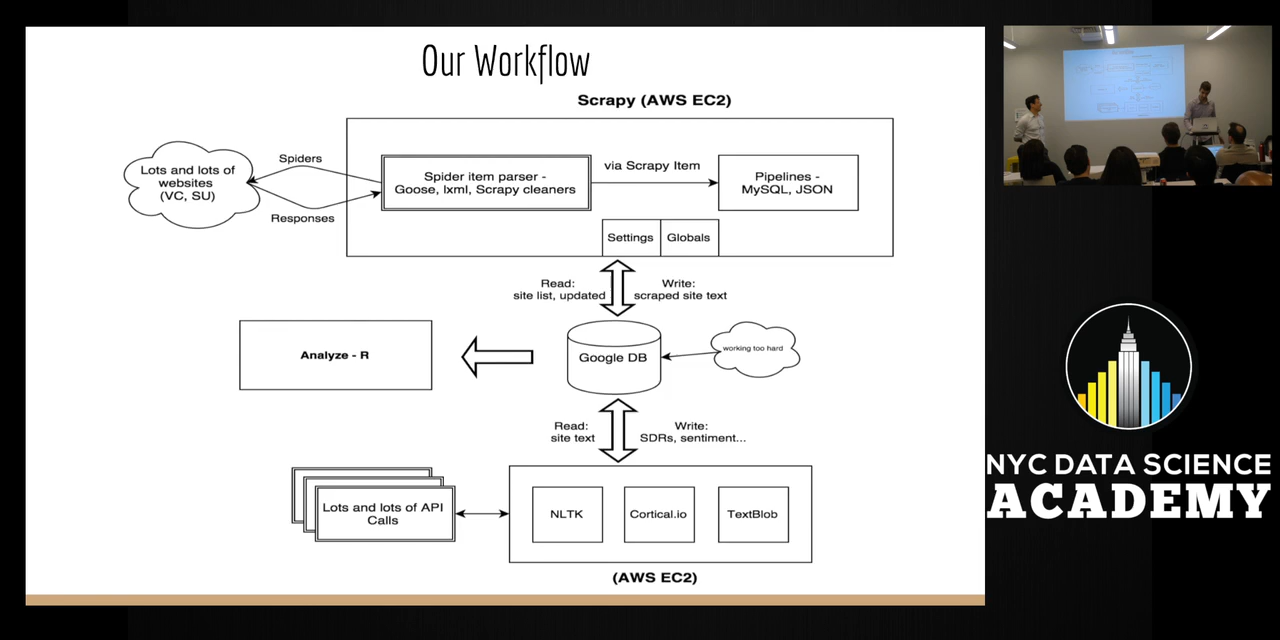 Our Workflow
Scrapy (AWS EC2)
Lots and lots of
websites
(VC, SU)
Spiders
Responses
Spider item parser -
Goose, lxml, Scrapy cleaners
via Scrapy Item
Pipelines -
MySQL, JSON
Settings
Globals
Read:
site list, updated
Write:
scraped site text
Analyze - R
Google DB
working too hard
Read:
site text
Write:
SDRs, sentiment...
Lots and lots of API
Calls
NLTK
Cortical.io
TextBlob
(AWS EC2)
NYC DATA SCIENCE
ACADEMY